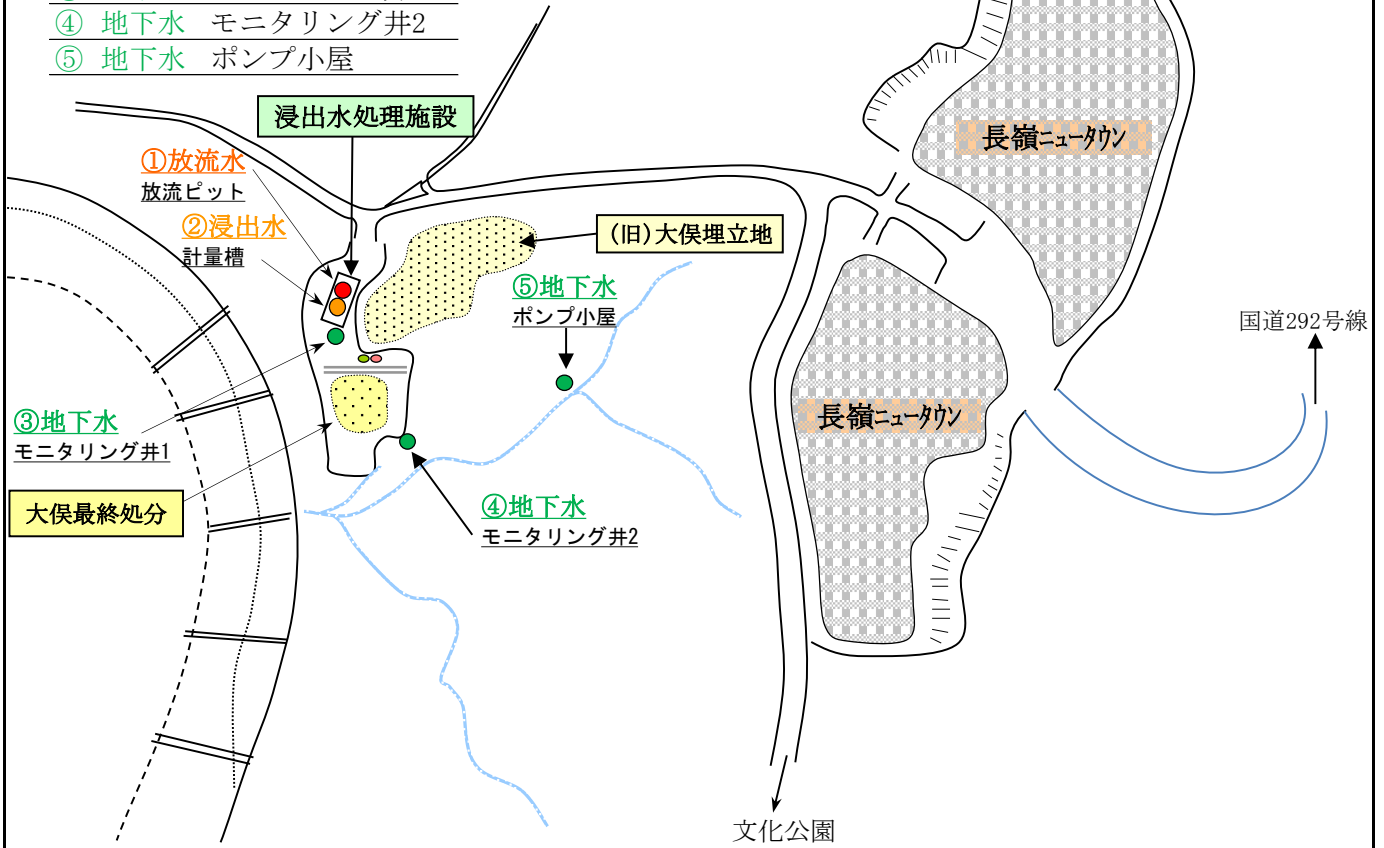 ④ 地下水 モニタリング井2
⑤ 地下水 ポンプ小屋
浸出水処理施設
①放流水
放流ピット
②浸出水
計量槽
長嶺ニュータウン
(旧)大俣埋立地
⑤地下水
ポンプ小屋
国道292号線
③地下水
モニタリング井1
長嶺ニュータウン
大俣最終処分
④地下水
モニタリング井2
文化公園